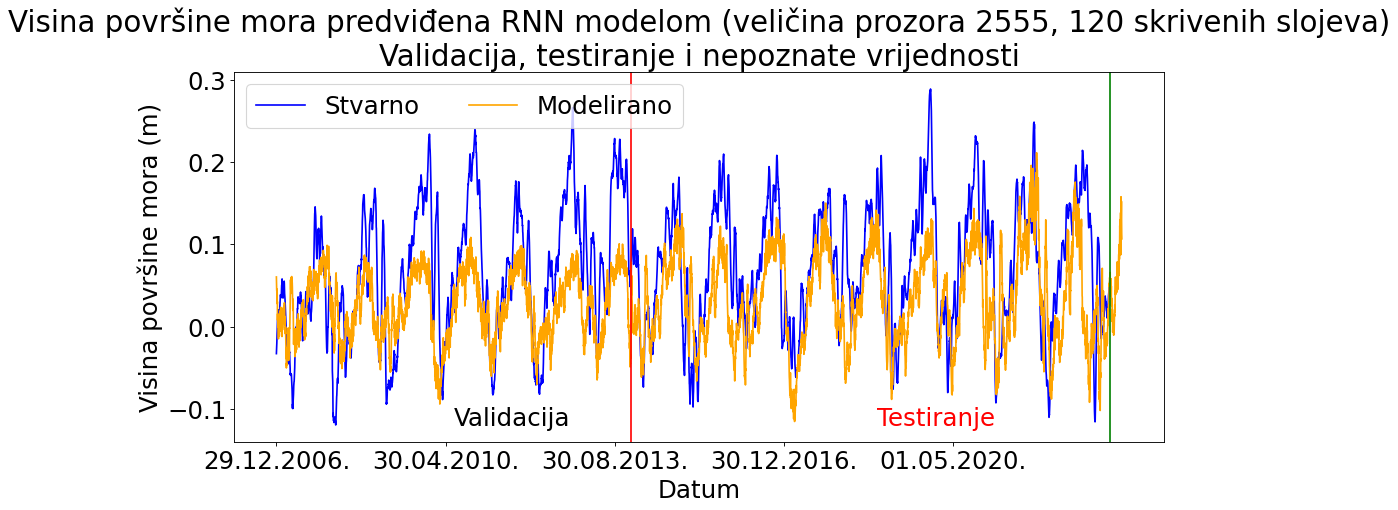 Visina površine mora predviđena RNN modelom (veličina prozora 2555, 120 skrivenih slojeva)
Validacija, testiranje i nepoznate vrijednosti
Stvarno Modelirano
Visina površine mora (m)
0.3
0.2
0.1
0.0
−0.1
Validacija Testiranje
29.12.2006. 30.04.2010. 30.08.2013. 30.12.2016. 01.05.2020.
Datum